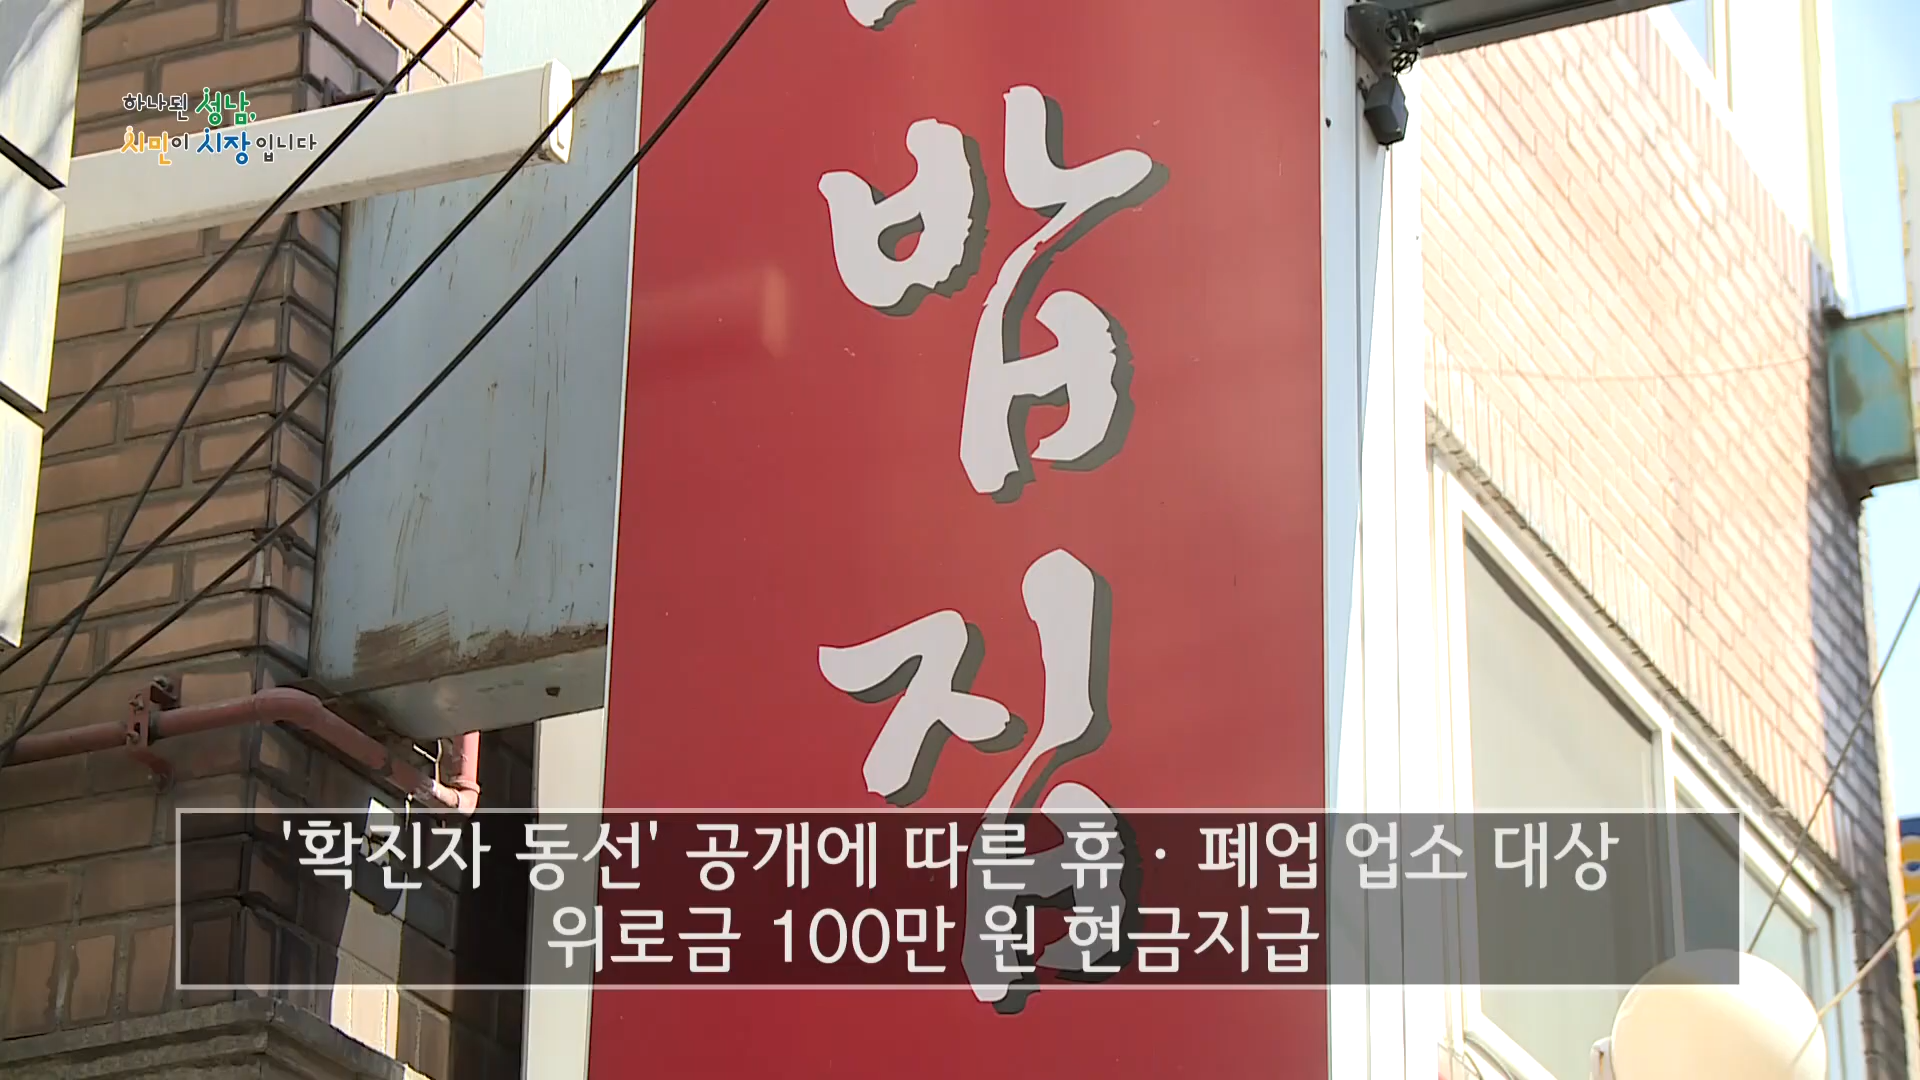 하나된 성남,
시민이 시장입니다
밥
집
'확진자 동선' 공개에 따른 휴·폐업 업소 대상
위로금 100만 원 현금지급